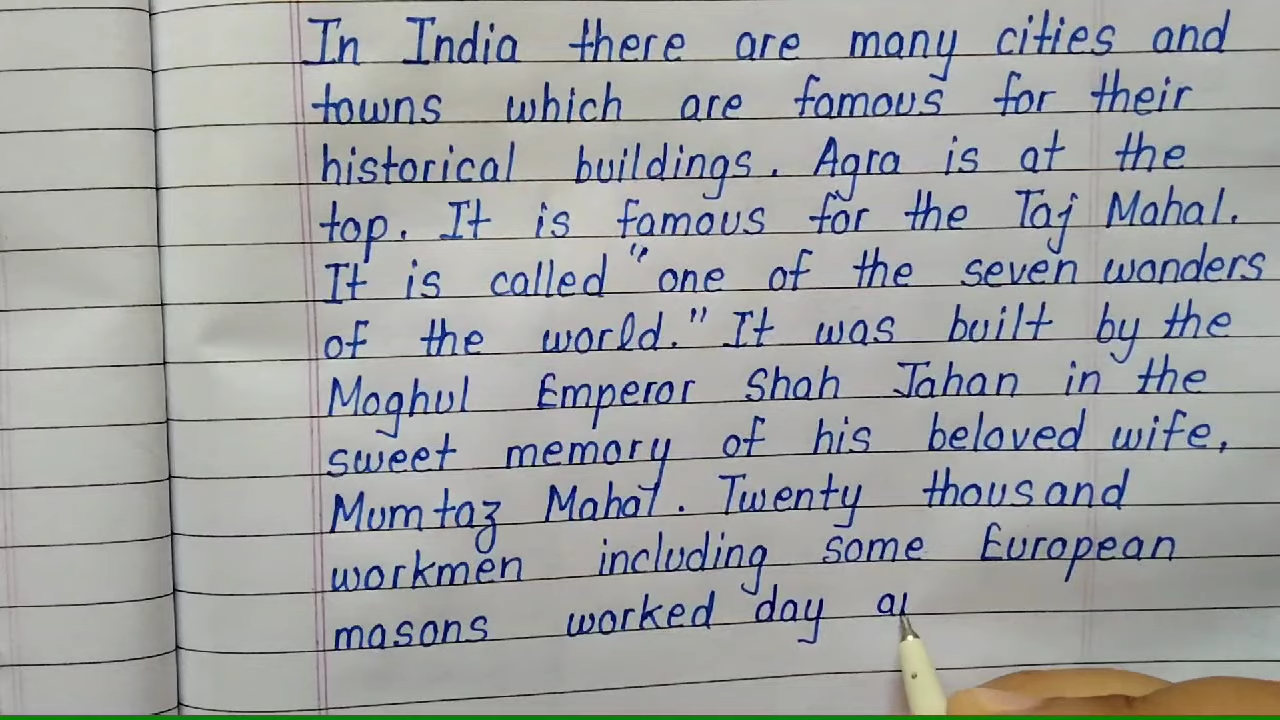 In India there are many cities and
towns which are famous for their
historical buildings. Agra is at the
top. It is famous for the Taj Mahal.
It is called "one of the seven wonders
of the world." It was built by the
Moghul Emperor Shah Jahan in the
sweet memory of his beloved wife,
Mumtaz Mahal. Twenty thousand
workmen including some European
masons worked day